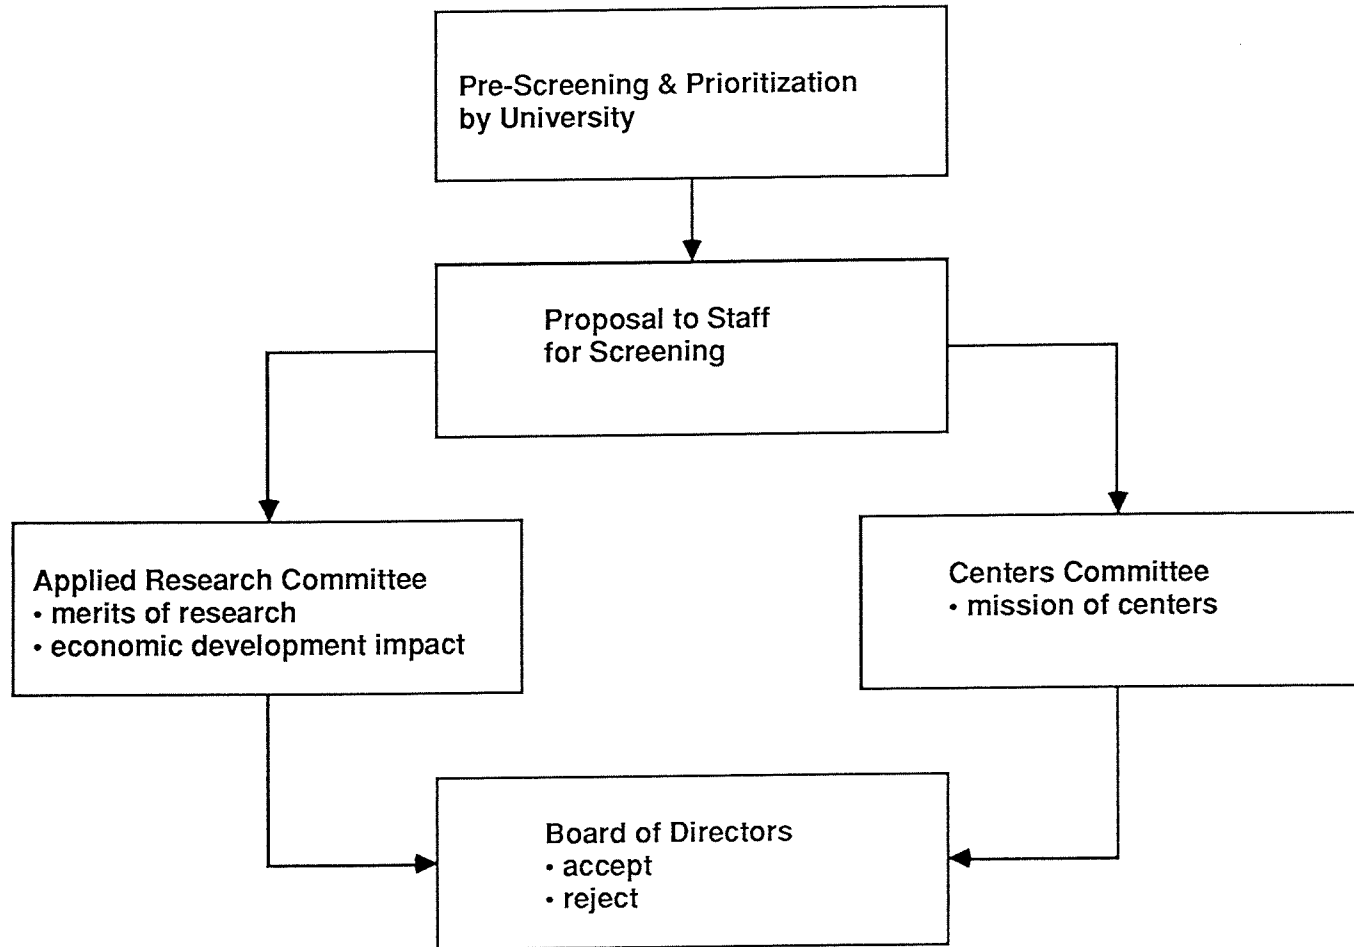 Pre-Screening & Prioritization
by University
Proposal to Staff
for Screening
Applied Research Committee
• merits of research
• economic development impact
Centers Committee
• mission of centers
Board of Directors
• accept
• reject